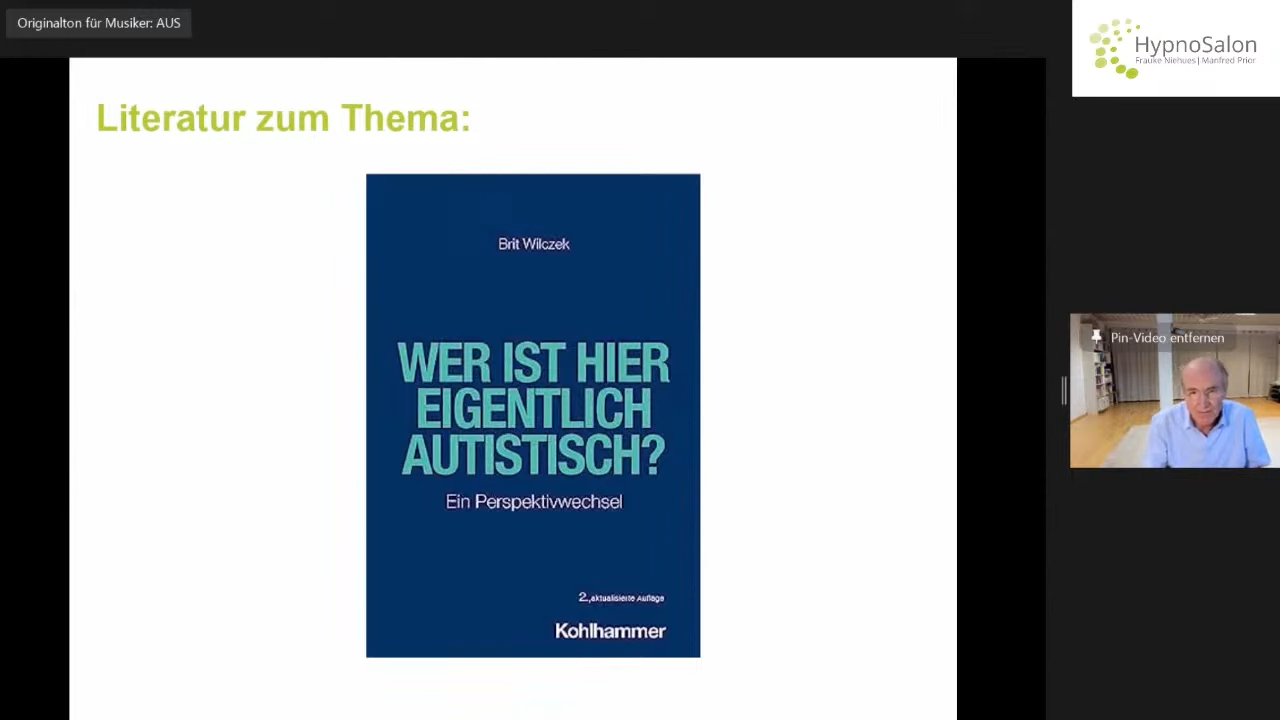 Originalton für Musiker: AUS
HypnoSalon
Frauke Niehues | Manfred Prior
Literatur zum Thema:
Brit Wilczek
WER IST HIER
EIGENTLICH
AUTISTISCH?
Ein Perspektivwechsel
2., aktualisierte Auflage
Kohlhammer
Pin-Video entfernen